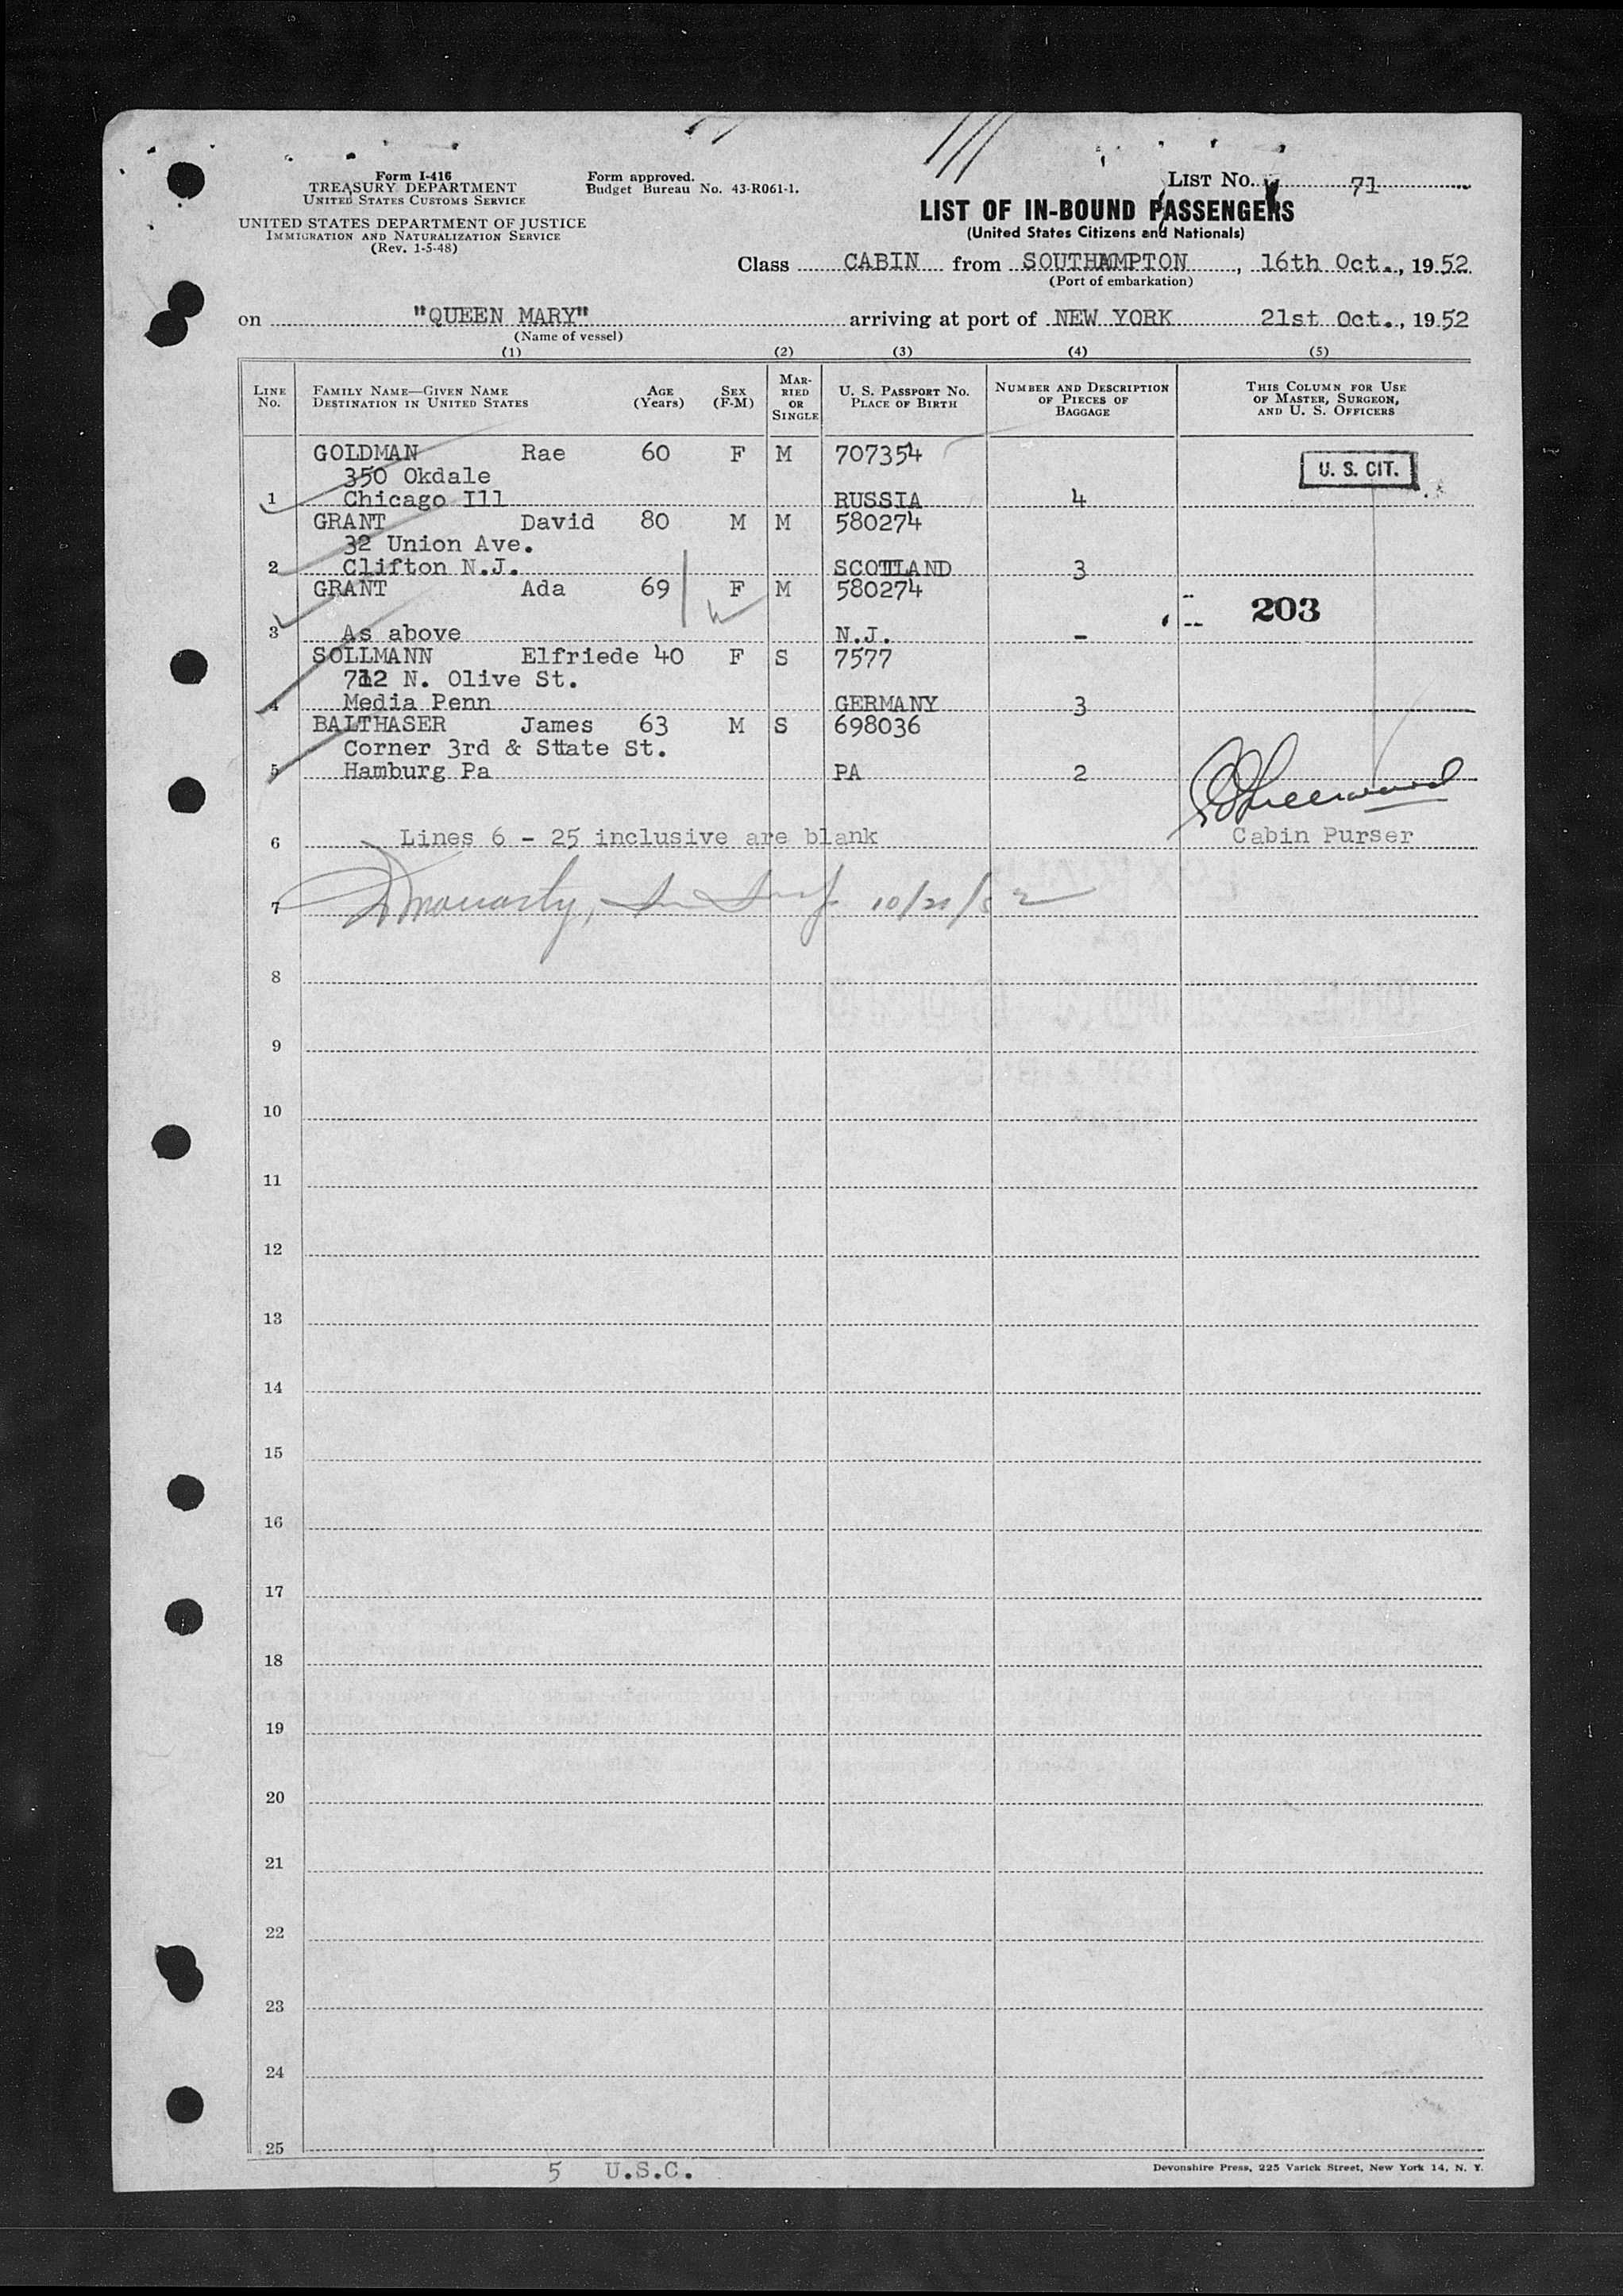 Form I-416
TREASURY DEPARTMENT
UNITED STATES CUSTOMS SERVICE
UNITED STATES DEPARTMENT OF JUSTICE
IMMIGRATION AND NATURALIZATION SERVICE
(Rev. 1-5-48)
Form approved.
Budget Bureau No. 43-R061-1.
LIST NO. 71
LIST OF IN-BOUND PASSENGERS
(United States Citizens and Nationals)
Class CABIN from SOUTHAMPTON, 16th Oct., 1952
(Port of embarkation)
on "QUEEN MARY" arriving at port of NEW YORK 21st Oct., 1952
(Name of vessel)
(1) (2) (3) (4) (5)
LINE NO. FAMILY NAME—GIVEN NAME DESTINATION IN UNITED STATES AGE (Years) SEX (F-M) MARRIED OR SINGLE U. S. PASSPORT NO. PLACE OF BIRTH NUMBER AND DESCRIPTION OF PIECES OF BAGGAGE THIS COLUMN FOR USE OF MASTER, SURGEON, AND U. S. OFFICERS
GOLDMAN Rae 60 F M 707354
350 Okdale U. S. CIT.
1 Chicago Ill RUSSIA 4
GRANT David 80 M M 580274
32 Union Ave.
2 Clifton N.J. SCOTLAND 3
GRANT Ada 69 F M 580274
203
3 As above N.J. -
SOLLMANN Elfriede 40 F S 7577
712 N. Olive St.
4 Media Penn GERMANY 3
BALTHASER James 63 M S 698036
Corner 3rd & State St.
5 Hamburg Pa PA 2
6 Lines 6 - 25 inclusive are blank Cabin Purser
7 10/21/52
8
9
10
11
12
13
14
15
16
17
18
19
20
21
22
23
24
25
5 U.S.C.
Devonshire Press, 225 Varick Street, New York 14, N. Y.